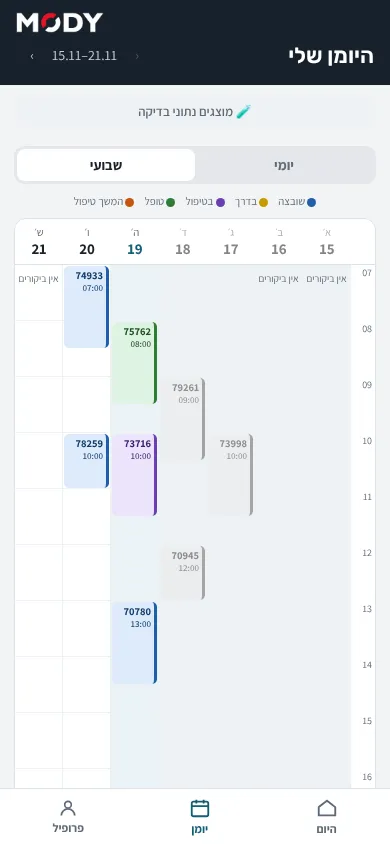 MODY
היומן שלי
‹ 15.11–21.11 ›
🧪 מוצגים נתוני בדיקה
יומי
שבועי
שובצה
בדרך
בטיפול
טופל
המשך טיפול
א׳ ב׳ ג׳ ד׳ ה׳ ו׳ ש׳
15 16 17 18 19 20 21
07
אין ביקורים
אין ביקורים
74933
07:00
אין ביקורים
08
75762
08:00
09
79261
09:00
10
73998
10:00
73716
10:00
78259
10:00
11
12
70945
12:00
13
70780
13:00
14
15
16
היום
יומן
פרופיל